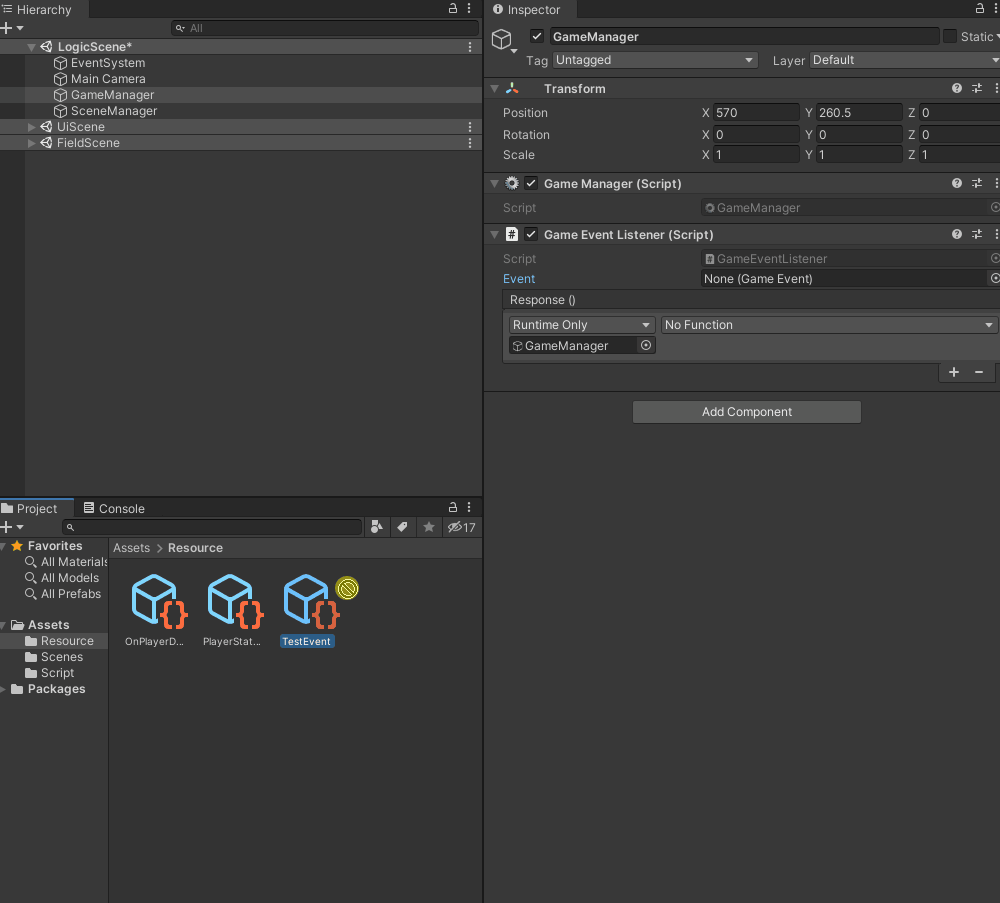 Hierarchy
All
LogicScene*
EventSystem
Main Camera
GameManager
SceneManager
UiScene
FieldScene
Inspector
GameManager
Static
Tag Untagged Layer Default
Transform
Position X 570 Y 260.5 Z 0
Rotation X 0 Y 0 Z 0
Scale X 1 Y 1 Z 1
Game Manager (Script)
Script GameManager
# Game Event Listener (Script)
Script # GameEventListener
Event None (Game Event)
Response ()
Runtime Only No Function
GameManager
+ −
Add Component
Project Console
17
Favorites
All Materials
All Models
All Prefabs
Assets
Resource
Scenes
Script
Packages
Assets > Resource
OnPlayerD... PlayerStat... TestEvent